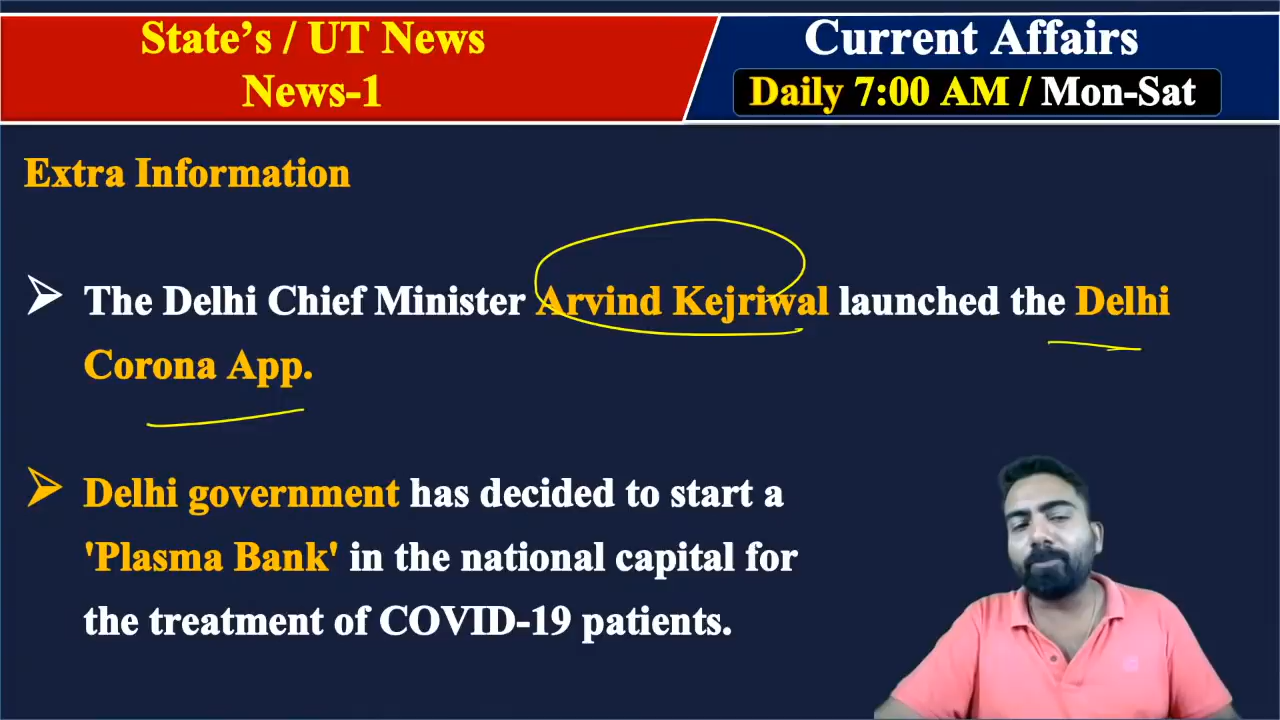 State’s / UT News
News-1
Current Affairs
Daily 7:00 AM / Mon-Sat
Extra Information
The Delhi Chief Minister Arvind Kejriwal launched the Delhi
Corona App.
Delhi government has decided to start a
'Plasma Bank' in the national capital for
the treatment of COVID-19 patients.